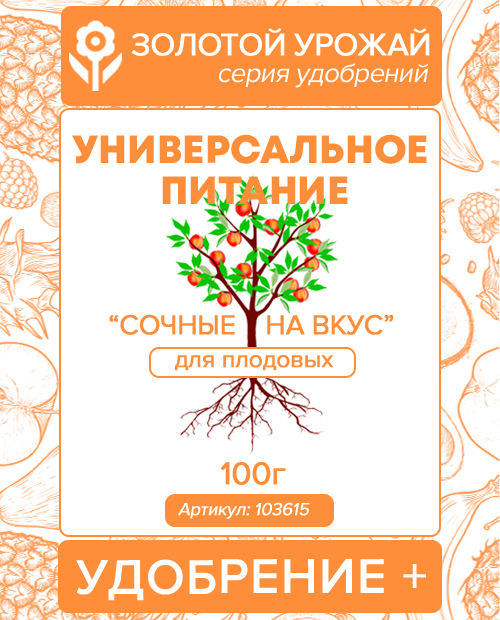 ЗОЛОТОЙ УРОЖАЙ
серия удобрений
УНИВЕРСАЛЬНОЕ
ПИТАНИЕ
“СОЧНЫЕ НА ВКУС”
для плодовых
100г
Артикул: 103615
УДОБРЕНИЕ +